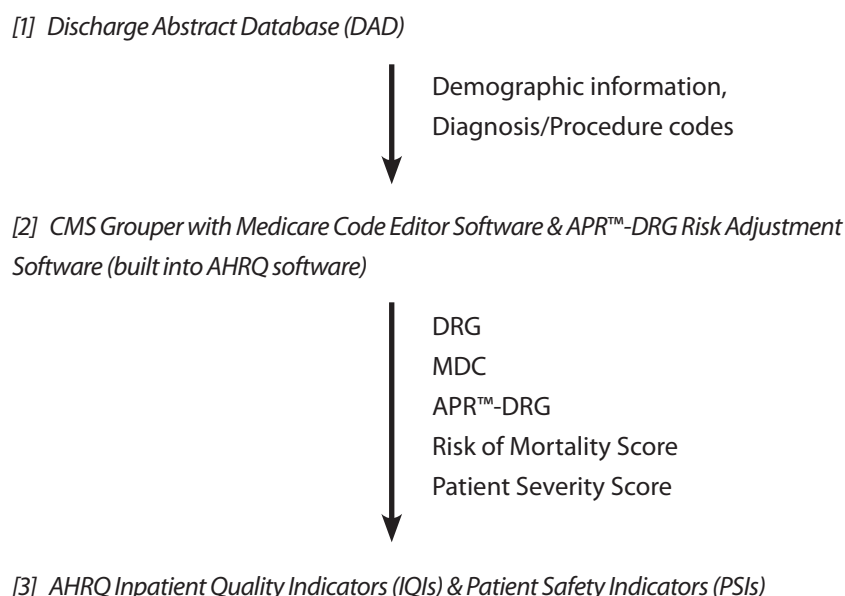 [1] Discharge Abstract Database (DAD)
Demographic information,
Diagnosis/Procedure codes
[2] CMS Grouper with Medicare Code Editor Software & APR™-DRG Risk Adjustment
Software (built into AHRQ software)
DRG
MDC
APR™-DRG
Risk of Mortality Score
Patient Severity Score
[3] AHRQ Inpatient Quality Indicators (IQIs) & Patient Safety Indicators (PSIs)